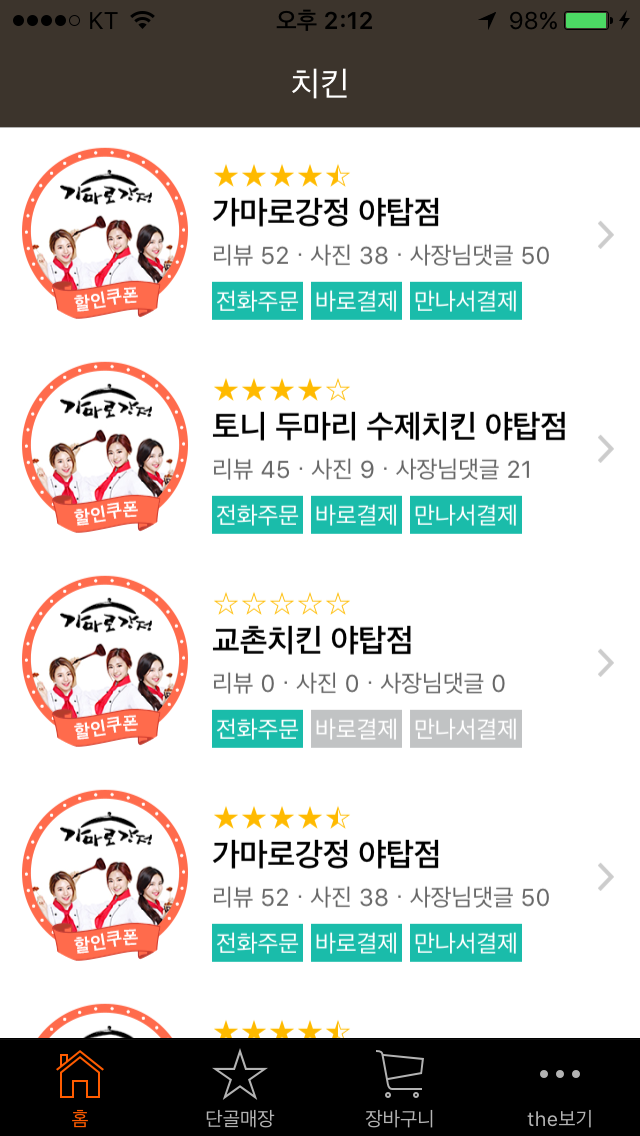 KT 오후 2:12 98%
치킨
가마로강정
할인쿠폰
가마로강정 야탑점
리뷰 52 · 사진 38 · 사장님댓글 50
전화주문 바로결제 만나서결제
가마로강정
할인쿠폰
토니 두마리 수제치킨 야탑점
리뷰 45 · 사진 9 · 사장님댓글 21
전화주문 바로결제 만나서결제
가마로강정
할인쿠폰
교촌치킨 야탑점
리뷰 0 · 사진 0 · 사장님댓글 0
전화주문 바로결제 만나서결제
가마로강정
할인쿠폰
가마로강정 야탑점
리뷰 52 · 사진 38 · 사장님댓글 50
전화주문 바로결제 만나서결제
홈 단골매장 장바구니 the보기